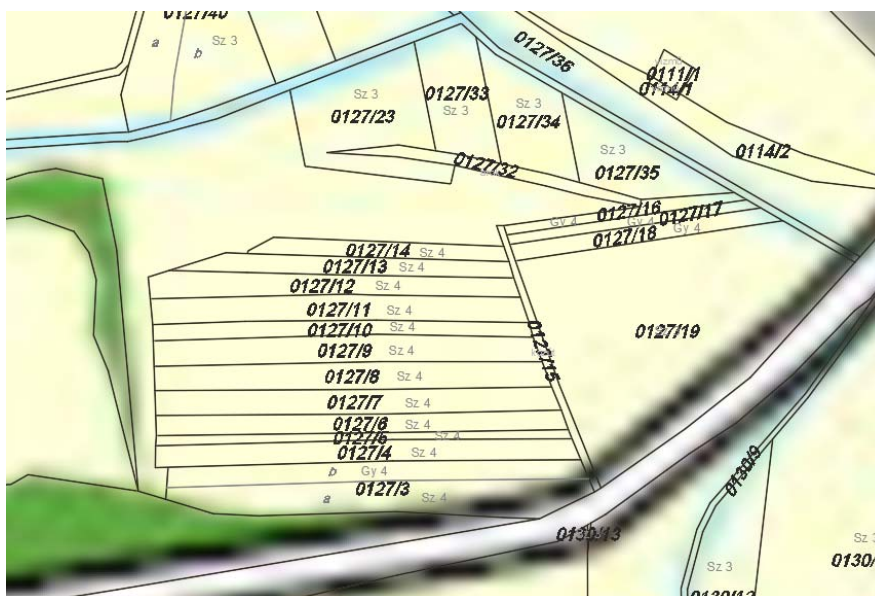 0127/40
a
b
Sz 3
0127/36
0111/1
0114/1
0114/2
Sz 3
0127/23
0127/33
Sz 3
Sz 3
0127/34
Sz 3
0127/35
0127/32
0127/16
0127/17
0127/18
Gy 4
Gy 4
Gy 4
0127/14 Sz 4
0127/13 Sz 4
0127/12 Sz 4
0127/11 Sz 4
0127/10 Sz 4
0127/9 Sz 4
0127/8 Sz 4
0127/7 Sz 4
0127/6 Sz 4
0127/5 Sz 4
0127/4 Sz 4
b Gy 4
0127/3
a Sz 4
0127/15
0127/19
0130/9
0130/13
Sz 3
0130/12
Sz 3
0130/